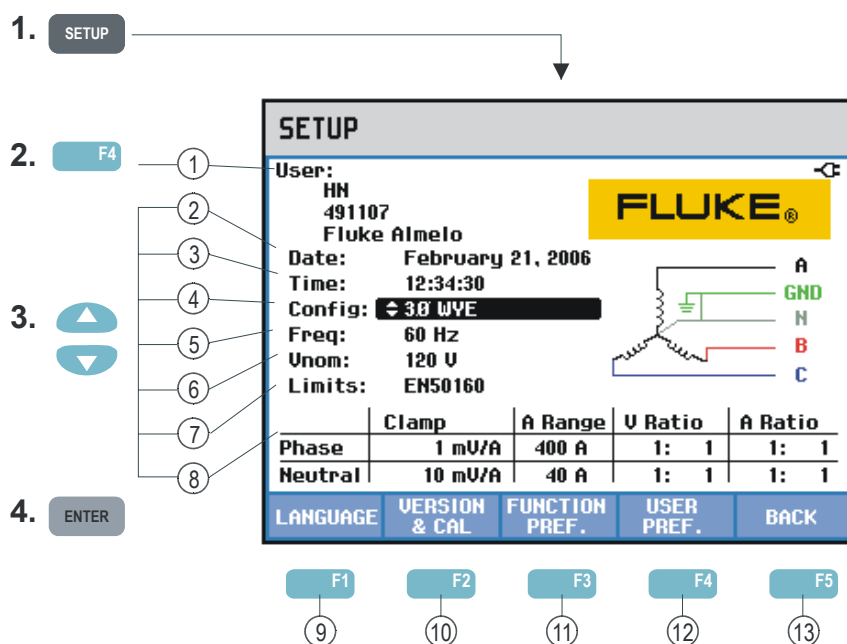 1. SETUP
SETUP
2. F4
1
User:
HN
491107
Fluke Almelo
FLUKE®
2
Date: February 21, 2006
3
Time: 12:34:30
4
Config: 3.Ø WYE
5
Freq: 60 Hz
6
Vnom: 120 V
7
Limits: EN50160
A
GND
N
B
C
3.
8
Clamp A Range V Ratio A Ratio
Phase 1 mV/A 400 A 1: 1 1: 1
Neutral 10 mV/A 40 A 1: 1 1: 1
4. ENTER
LANGUAGE VERSION & CAL FUNCTION PREF. USER PREF. BACK
F1 F2 F3 F4 F5
9 10 11 12 13